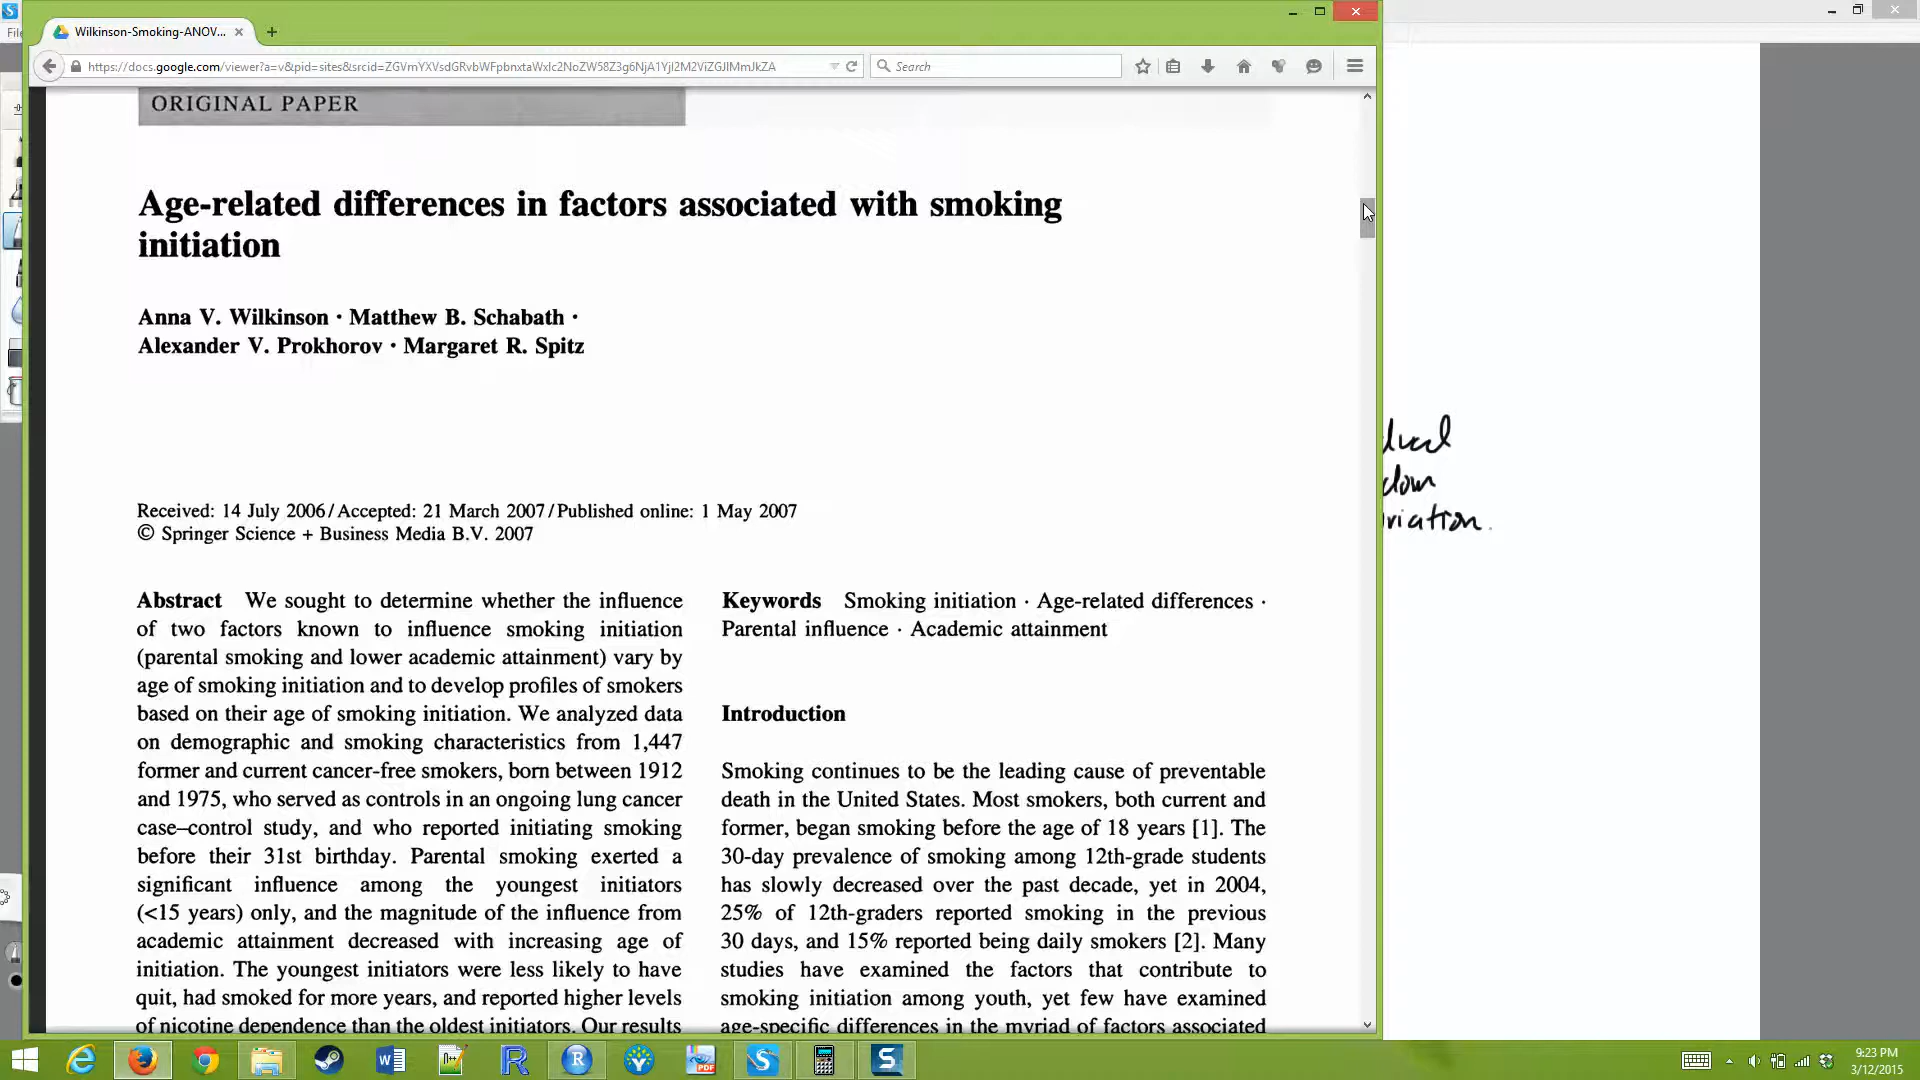 Wilkinson-Smoking-ANOV...
https://docs.google.com/viewer?a=v&pid=sites&srcid=ZGVmYXVsdGRvbWFpbnxtaWxlc2NoZW58Z3g6NjA1YjI2M2ViZGJlMmJkZA
Search
ORIGINAL PAPER
Age-related differences in factors associated with smoking
initiation
Anna V. Wilkinson · Matthew B. Schabath ·
Alexander V. Prokhorov · Margaret R. Spitz
Received: 14 July 2006 / Accepted: 21 March 2007 / Published online: 1 May 2007
© Springer Science + Business Media B.V. 2007
Abstract We sought to determine whether the influence
of two factors known to influence smoking initiation
(parental smoking and lower academic attainment) vary by
age of smoking initiation and to develop profiles of smokers
based on their age of smoking initiation. We analyzed data
on demographic and smoking characteristics from 1,447
former and current cancer-free smokers, born between 1912
and 1975, who served as controls in an ongoing lung cancer
case–control study, and who reported initiating smoking
before their 31st birthday. Parental smoking exerted a
significant influence among the youngest initiators
(<15 years) only, and the magnitude of the influence from
academic attainment decreased with increasing age of
initiation. The youngest initiators were less likely to have
quit, had smoked for more years, and reported higher levels
of nicotine dependence than the oldest initiators. Our results
Keywords Smoking initiation · Age-related differences ·
Parental influence · Academic attainment
Introduction
Smoking continues to be the leading cause of preventable
death in the United States. Most smokers, both current and
former, began smoking before the age of 18 years [1]. The
30-day prevalence of smoking among 12th-grade students
has slowly decreased over the past decade, yet in 2004,
25% of 12th-graders reported smoking in the previous
30 days, and 15% reported being daily smokers [2]. Many
studies have examined the factors that contribute to
smoking initiation among youth, yet few have examined
age-specific differences in the myriad of factors associated
riation.
9:23 PM
3/12/2015